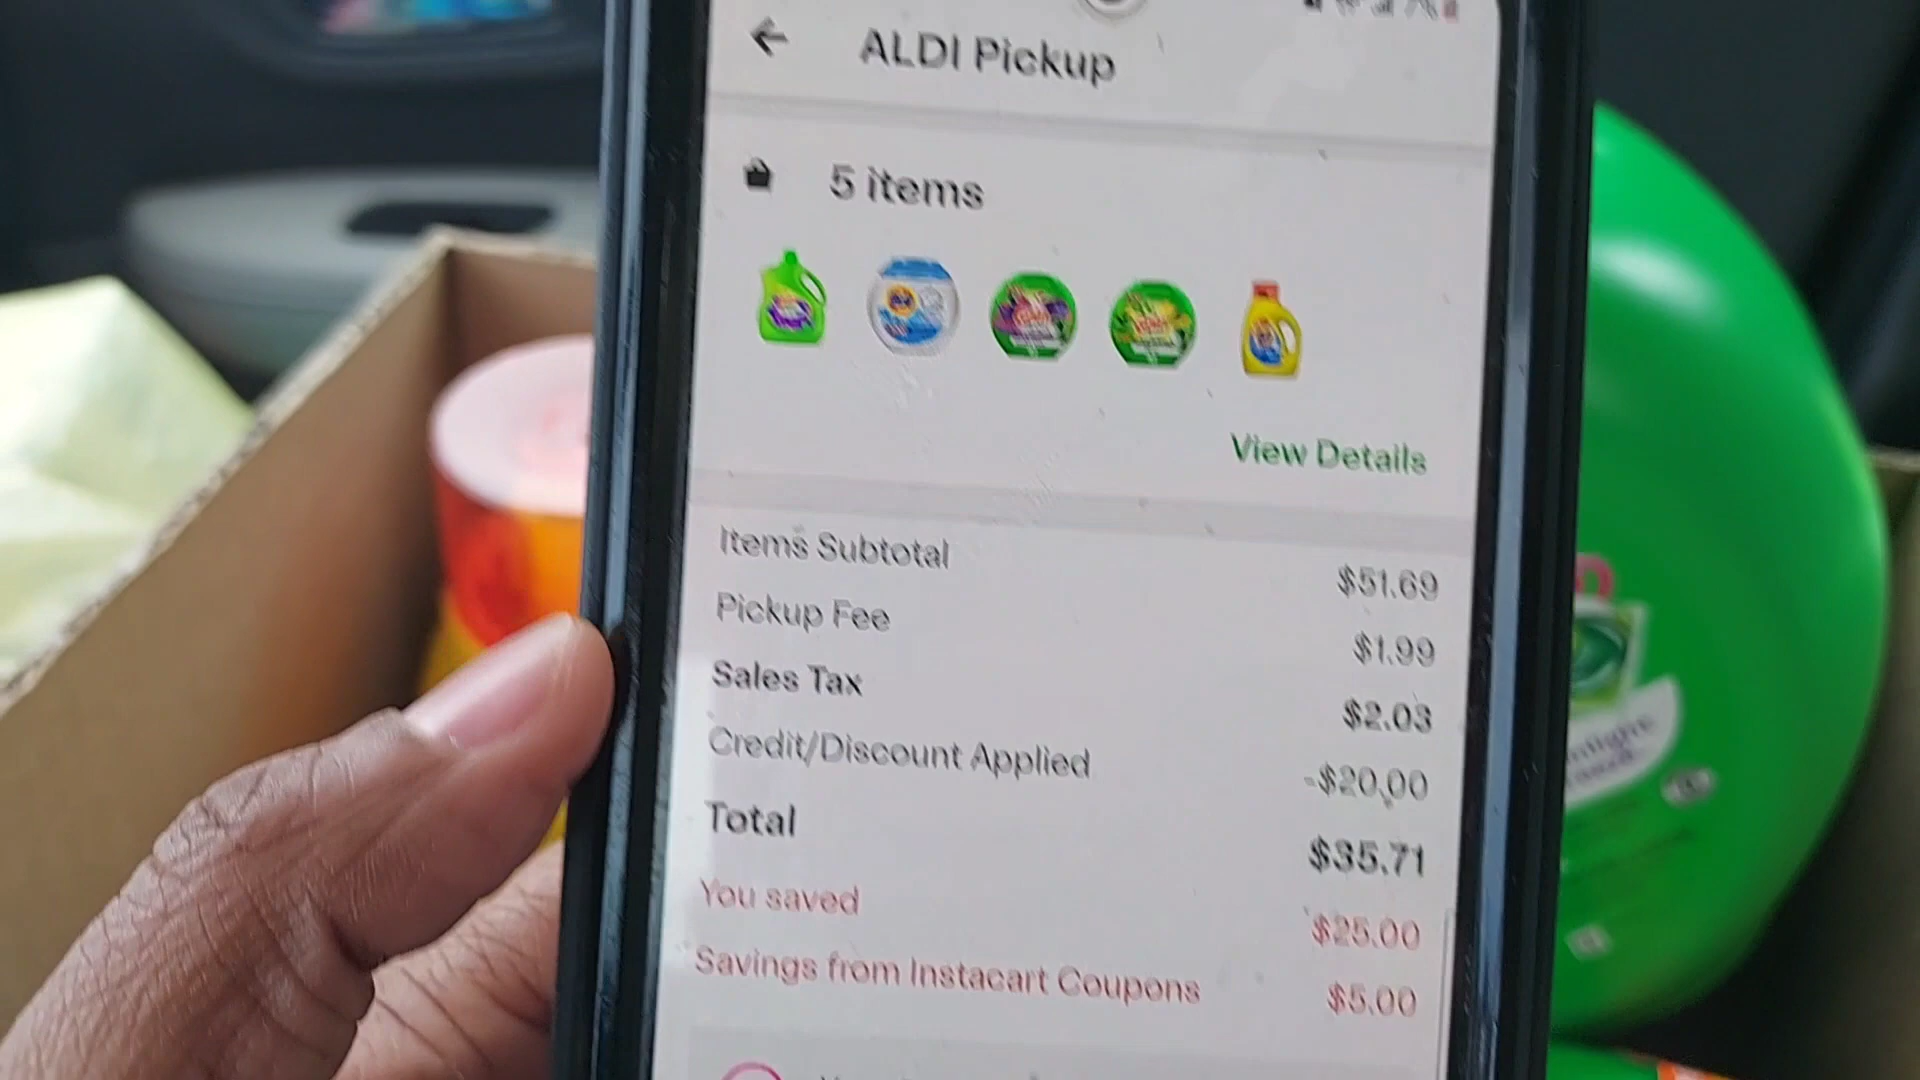 ALDI Pickup
5 items
View Details
Items Subtotal $51.69
Pickup Fee $1.99
Sales Tax $2.03
Credit/Discount Applied -$20.00
Total $35.71
You saved $25.00
Savings from Instacart Coupons $5.00